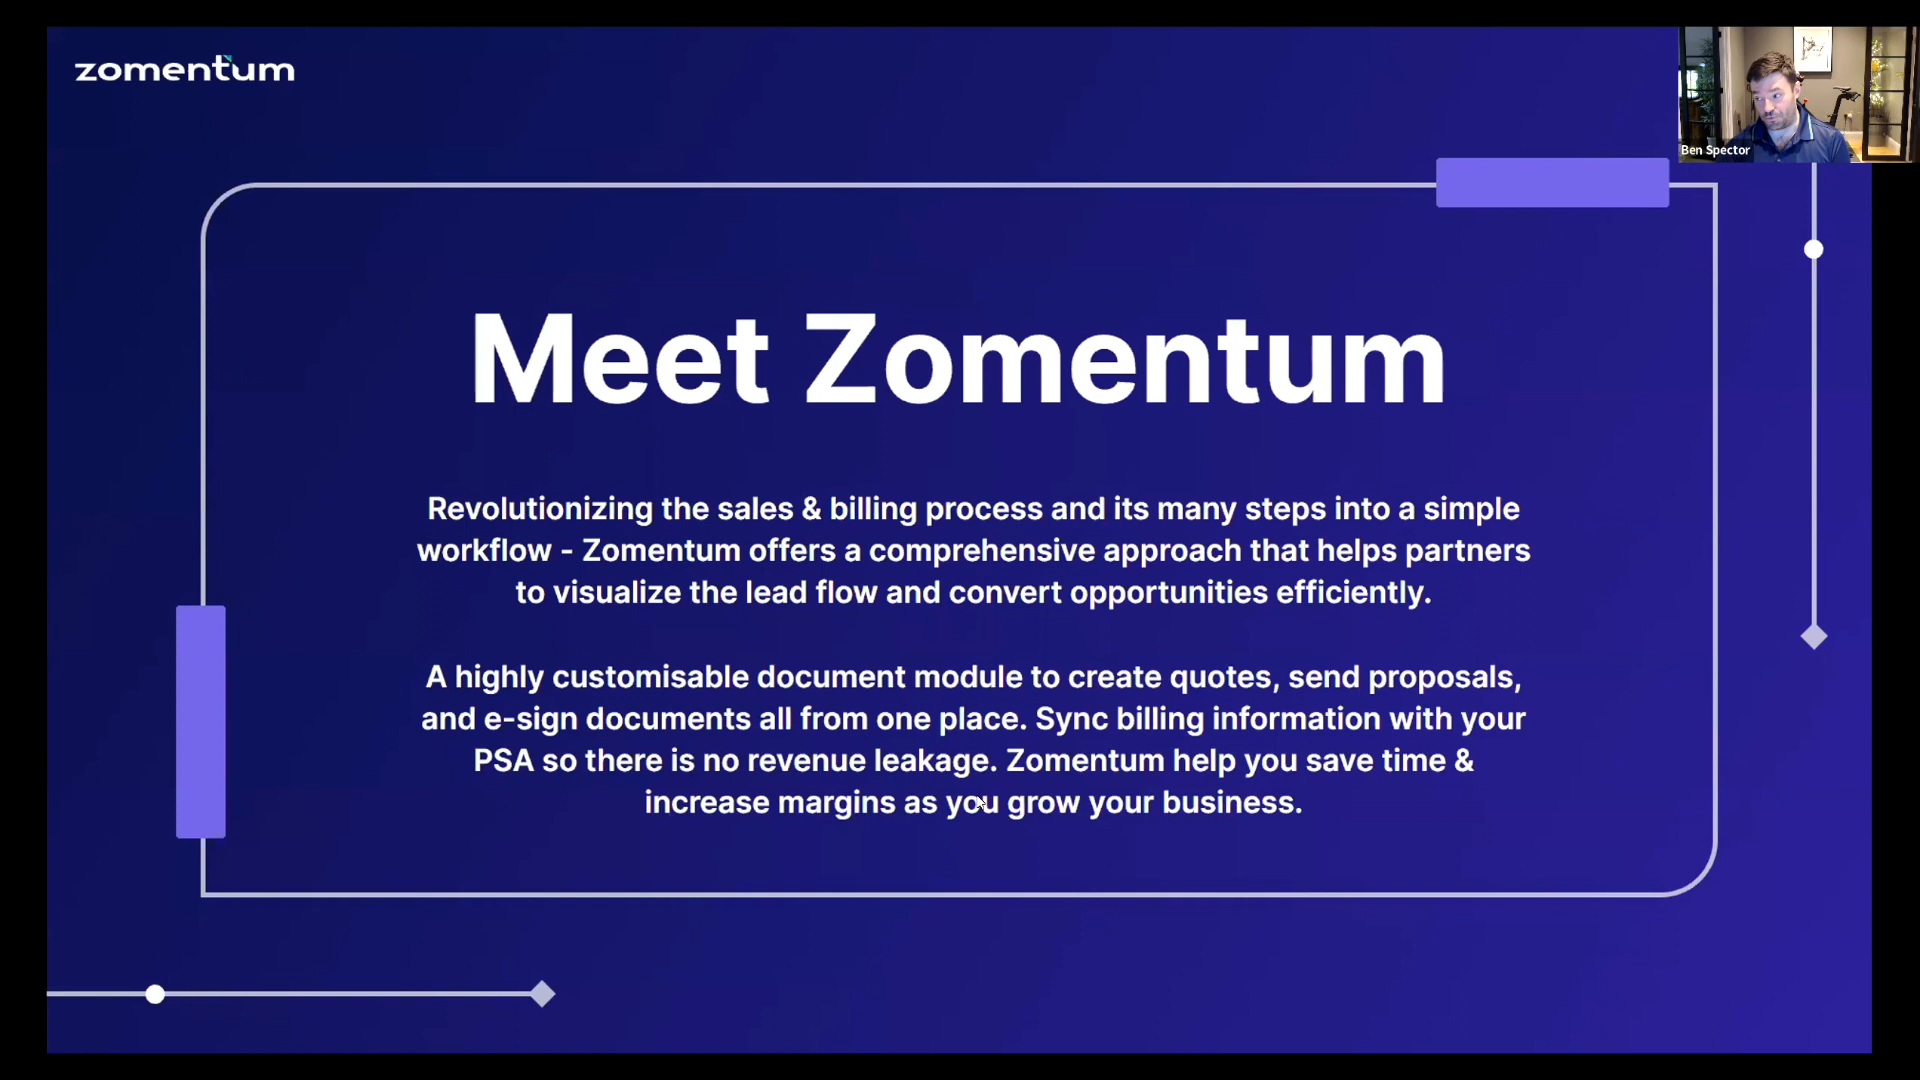 zomentum
Ben Spector
Meet Zomentum
Revolutionizing the sales & billing process and its many steps into a simple
workflow - Zomentum offers a comprehensive approach that helps partners
to visualize the lead flow and convert opportunities efficiently.
A highly customisable document module to create quotes, send proposals,
and e-sign documents all from one place. Sync billing information with your
PSA so there is no revenue leakage. Zomentum help you save time &
increase margins as you grow your business.